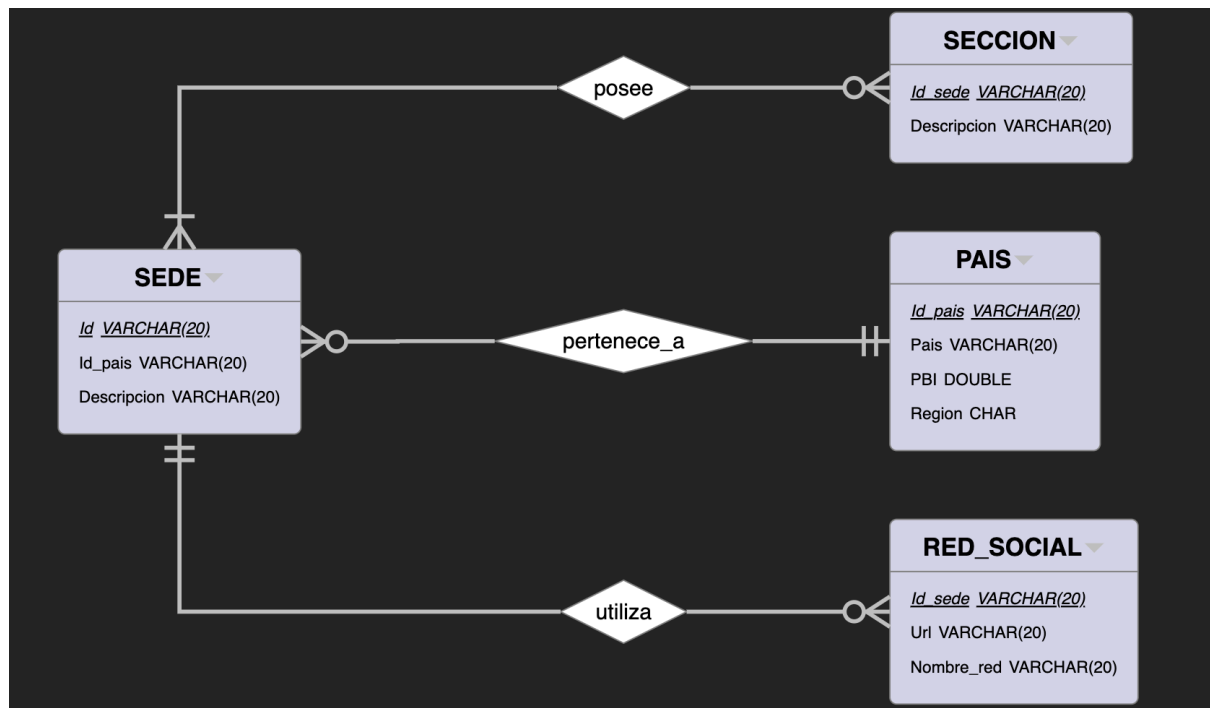 posee
SECCION
Id_sede VARCHAR(20)
Descripcion VARCHAR(20)
SEDE
Id VARCHAR(20)
Id_pais VARCHAR(20)
Descripcion VARCHAR(20)
pertenece_a
PAIS
Id_pais VARCHAR(20)
Pais VARCHAR(20)
PBI DOUBLE
Region CHAR
utiliza
RED_SOCIAL
Id_sede VARCHAR(20)
Url VARCHAR(20)
Nombre_red VARCHAR(20)